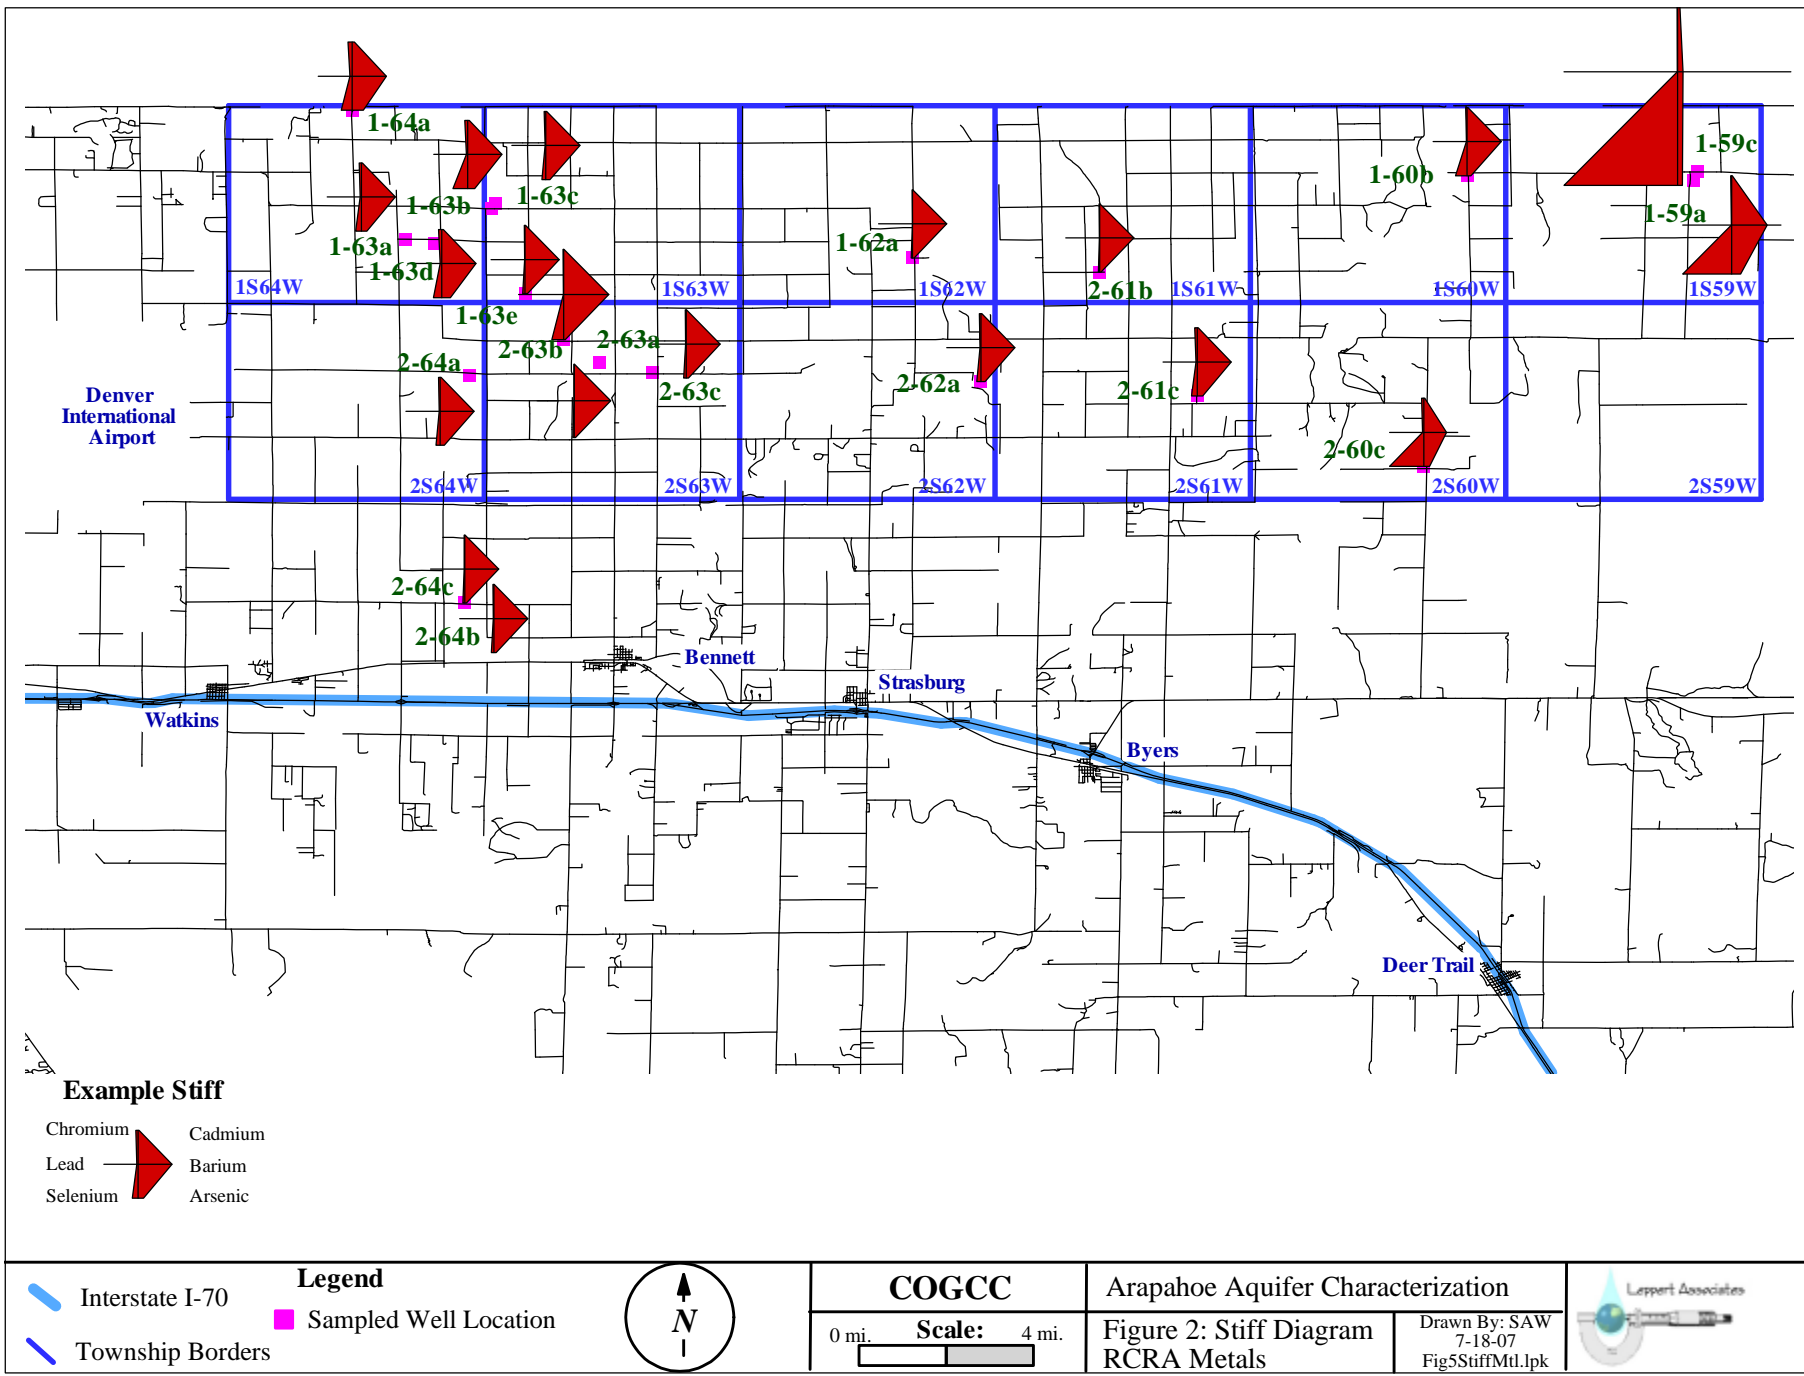 1-64a
1-63b
1-63c
1-60b
1-59c
1-59a
1-63a
1-63d
1-62a
2-61b
1S64W
1S63W
1S62W
1S61W
1S60W
1S59W
1-63e
2-63b
2-63a
2-64a
2-63c
2-62a
2-61c
2-60c
Denver
International
Airport
2S64W
2S63W
2S62W
2S61W
2S60W
2S59W
2-64c
2-64b
Bennett
Strasburg
Watkins
Byers
Deer Trail
Example Stiff
Chromium
Cadmium
Lead
Barium
Selenium
Arsenic
Legend
Interstate I-70
Sampled Well Location
Township Borders
N
COGCC
0 mi.
Scale:
4 mi.
Arapahoe Aquifer Characterization
Figure 2: Stiff Diagram
RCRA Metals
Drawn By: SAW
7-18-07
Fig5StiffMtl.lpk
Leppert Associates